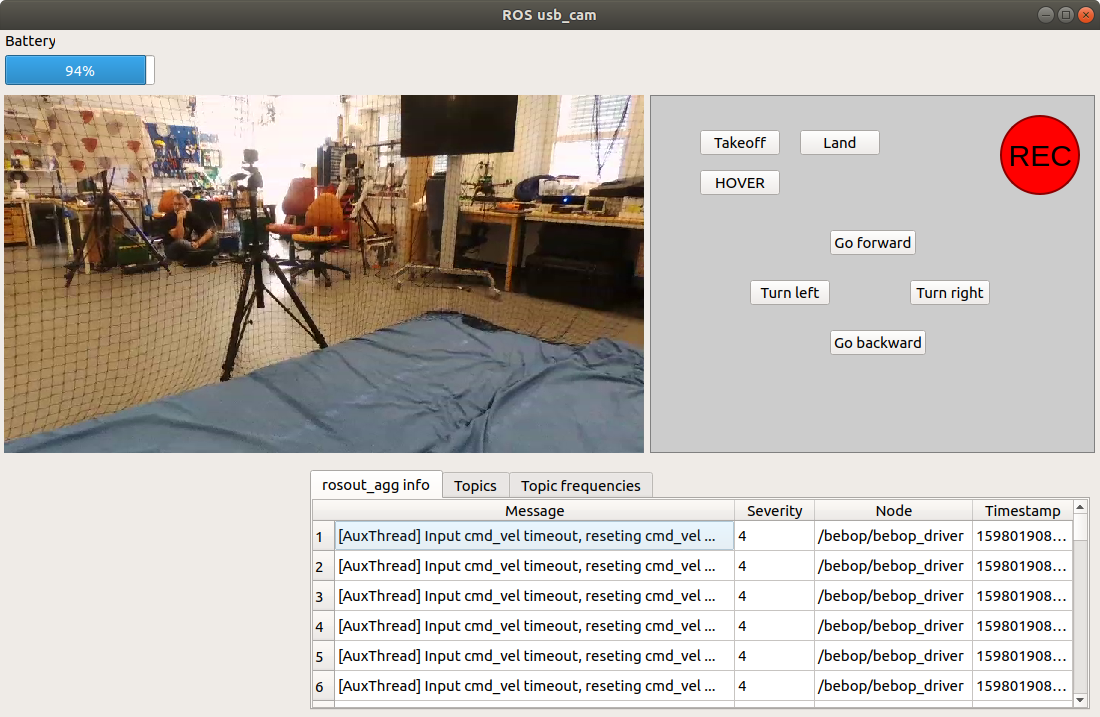 ROS usb_cam
Battery
94%
Takeoff
Land
REC
HOVER
Go forward
Turn left
Turn right
Go backward
rosout_agg info
Topics
Topic frequencies
Message Severity Node Timestamp
1 [AuxThread] Input cmd_vel timeout, reseting cmd_vel ... 4 /bebop/bebop_driver 159801908...
2 [AuxThread] Input cmd_vel timeout, reseting cmd_vel ... 4 /bebop/bebop_driver 159801908...
3 [AuxThread] Input cmd_vel timeout, reseting cmd_vel ... 4 /bebop/bebop_driver 159801908...
4 [AuxThread] Input cmd_vel timeout, reseting cmd_vel ... 4 /bebop/bebop_driver 159801908...
5 [AuxThread] Input cmd_vel timeout, reseting cmd_vel ... 4 /bebop/bebop_driver 159801908...
6 [AuxThread] Input cmd_vel timeout, reseting cmd_vel ... 4 /bebop/bebop_driver 159801908...